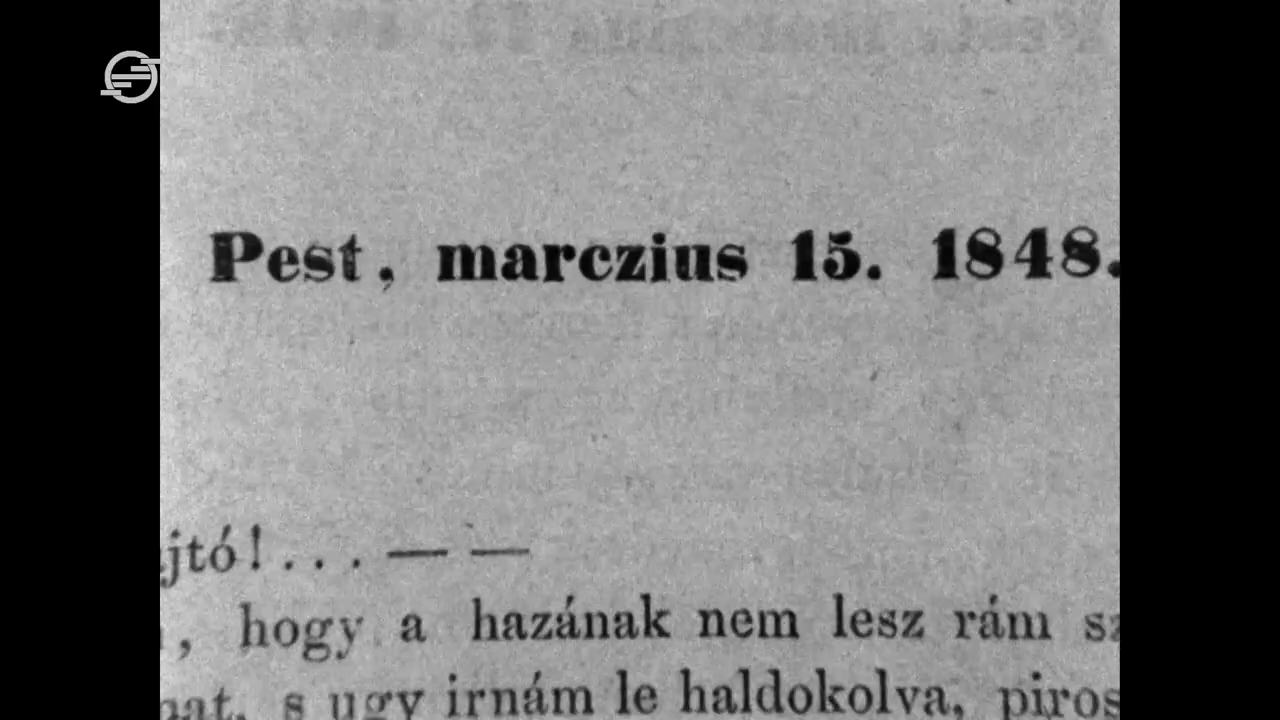 Pest, marczius 15. 1848.
jtó!... — —
, hogy a hazának nem lesz rám
s ugy irnám le haldokolva, piros